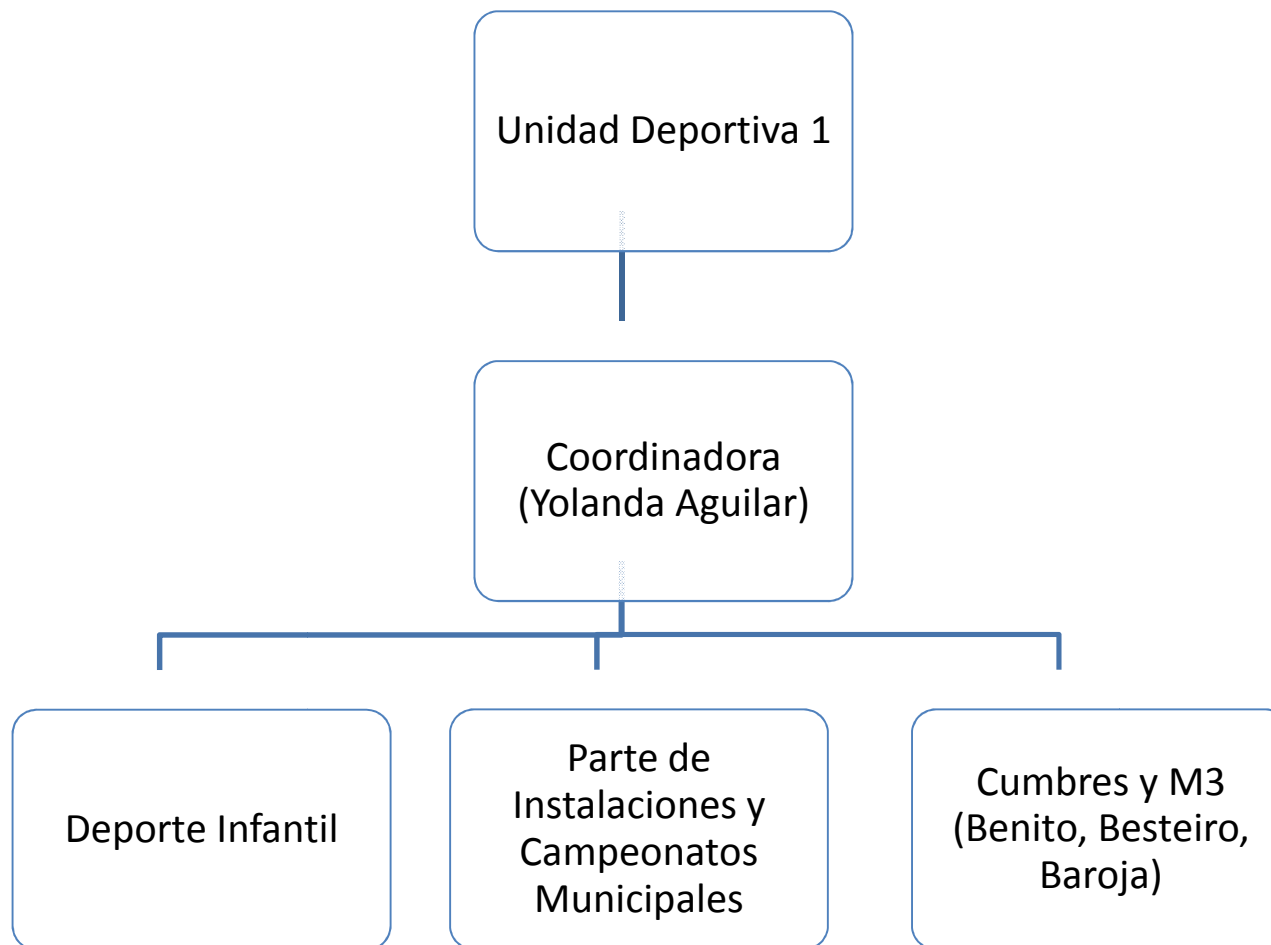 Unidad Deportiva 1
Coordinadora
(Yolanda Aguilar)
Deporte Infantil
Parte de
Instalaciones y
Campeonatos
Municipales
Cumbres y M3
(Benito, Besteiro,
Baroja)